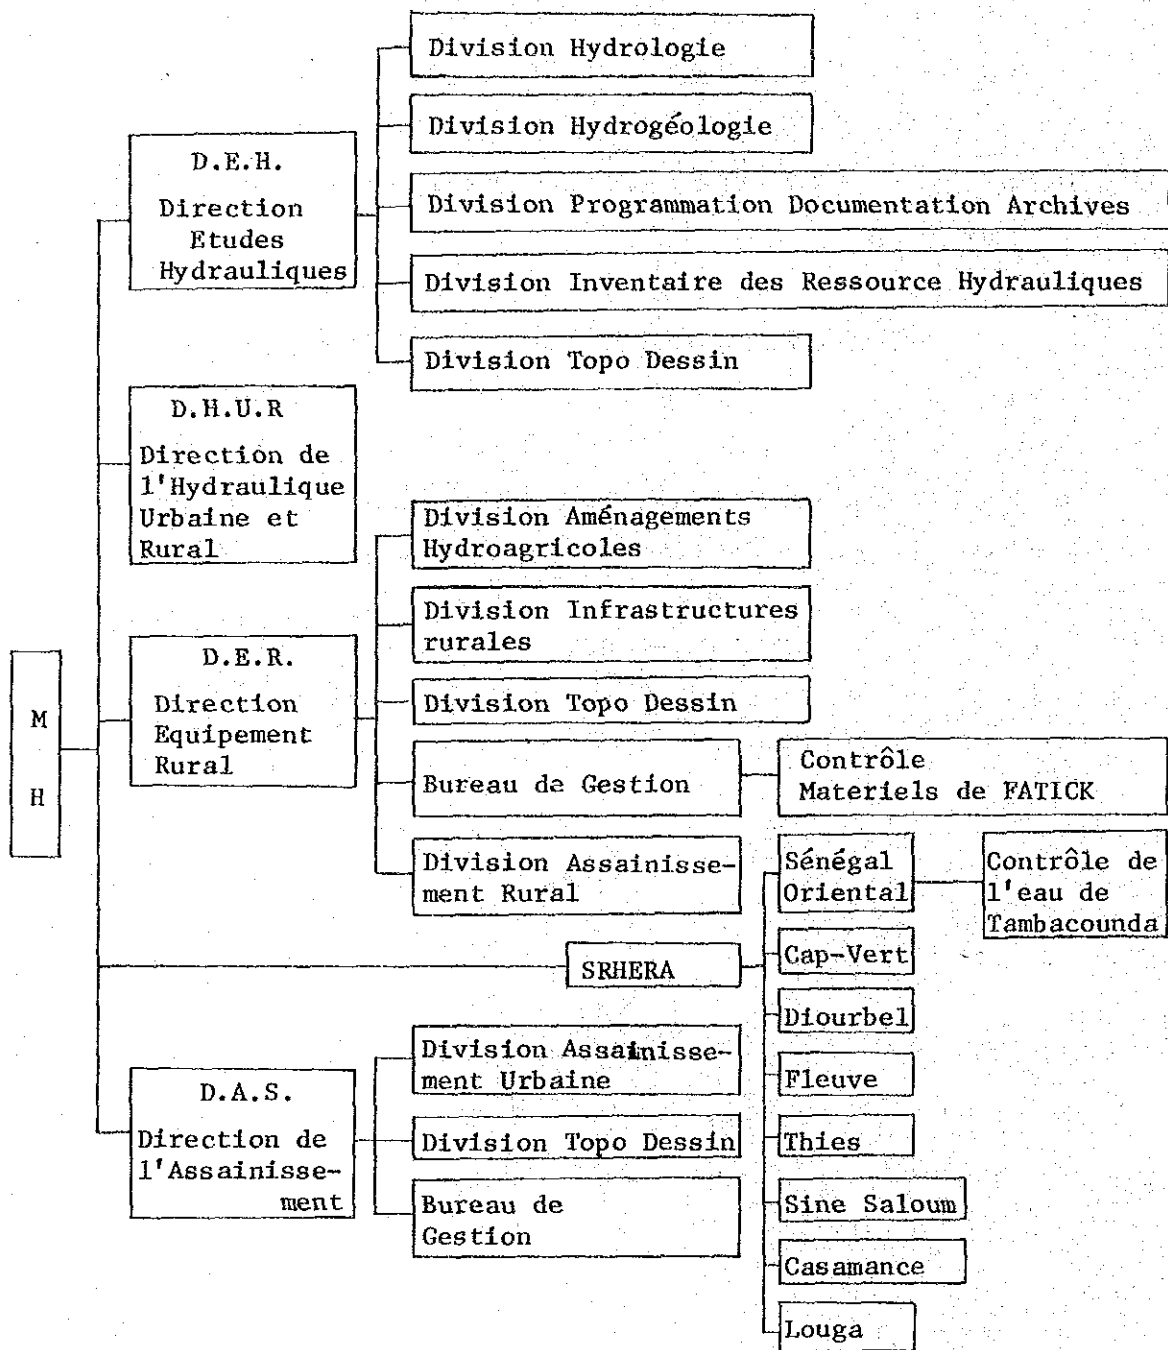 M
H
D.E.H.
Direction
Etudes
Hydrauliques
Division Hydrologie
Division Hydrogéologie
Division Programmation Documentation Archives
Division Inventaire des Ressource Hydrauliques
Division Topo Dessin
D.H.U.R
Direction de
l'Hydraulique
Urbaine et
Rural
D.E.R.
Direction
Equipement
Rural
Division Aménagements
Hydroagricoles
Division Infrastructures
rurales
Division Topo Dessin
Bureau de Gestion
Contrôle
Materiels de FATICK
Division Assainisse-
ment Rural
SRHERA
Sénégal
Oriental
Contrôle de
l'eau de
Tambacounda
Cap-Vert
Diourbel
Fleuve
Thies
Sine Saloum
Casamance
Louga
D.A.S.
Direction de
l'Assainisse-
ment
Division Assainisse-
ment Urbaine
Division Topo Dessin
Bureau de
Gestion